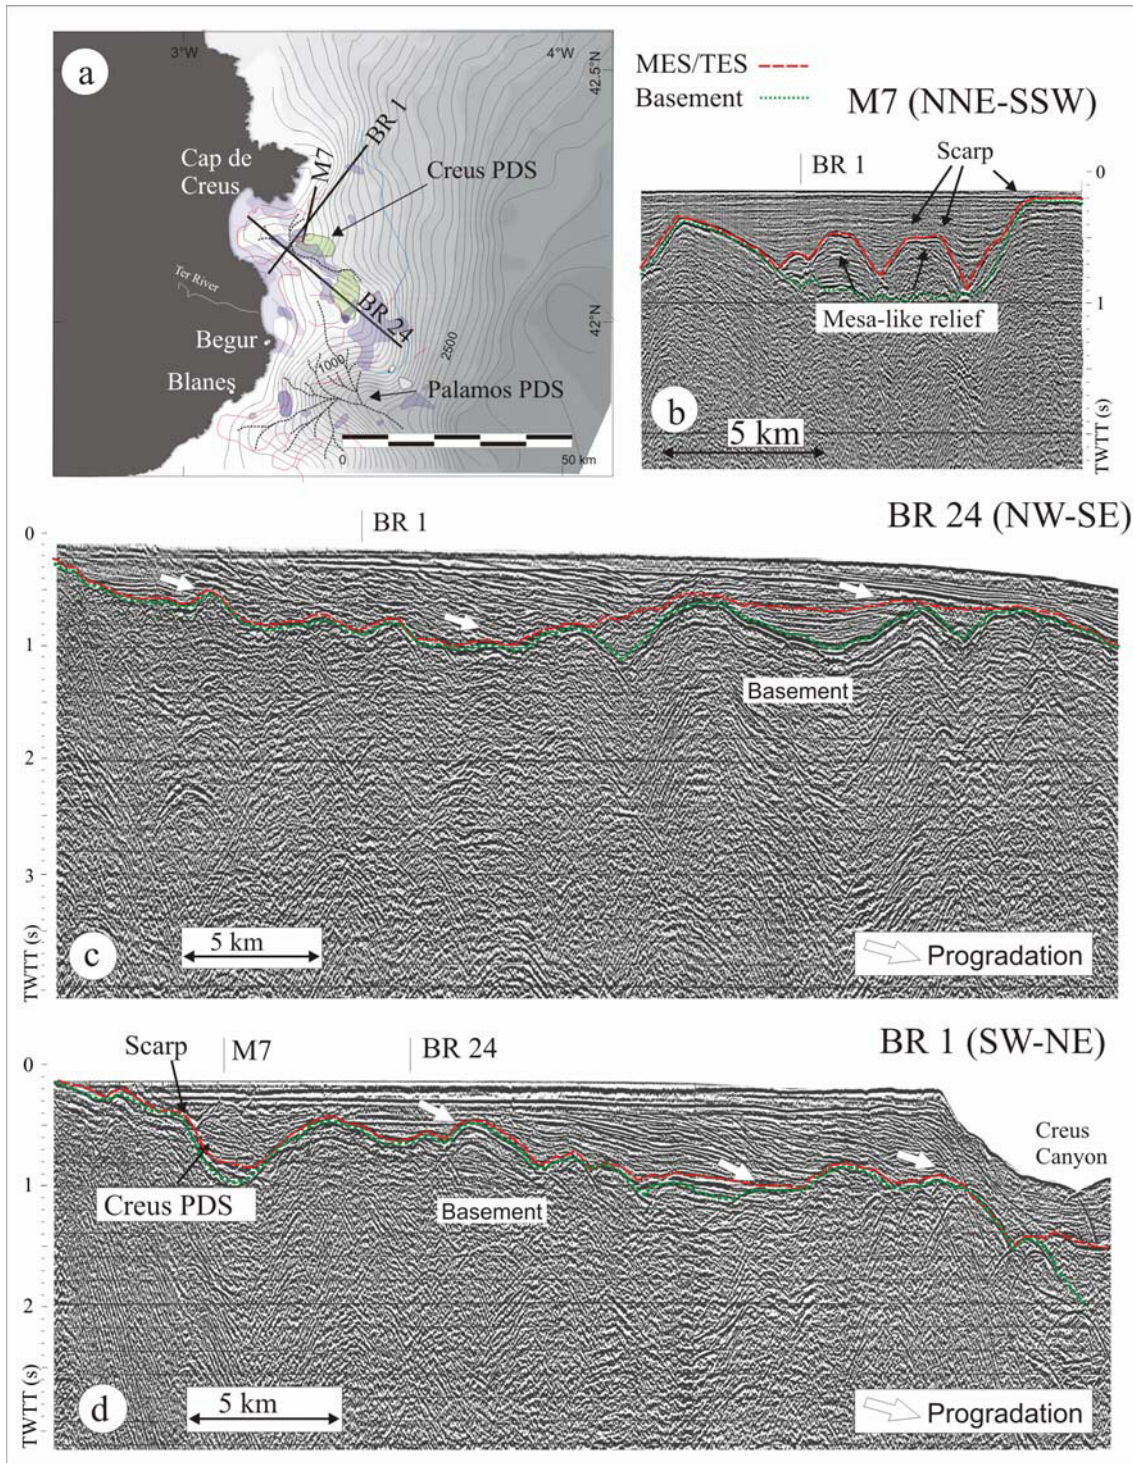 a
3°W
4°W
42.5°N
42°N
Cap de
Creus
M7
BR 1
Creus PDS
Ter River
BR 24
Begur
Blanes
1000
2500
Palamos PDS
0
50 km
MES/TES
Basement
M7 (NNE-SSW)
BR 1
Scarp
0
1
Mesa-like relief
b
5 km
TWTT (s)
BR 24 (NW-SE)
BR 1
0
1
2
3
Basement
TWTT (s)
c
5 km
Progradation
BR 1 (SW-NE)
Scarp
M7
BR 24
0
1
2
Creus
Canyon
Creus PDS
Basement
TWTT (s)
d
5 km
Progradation